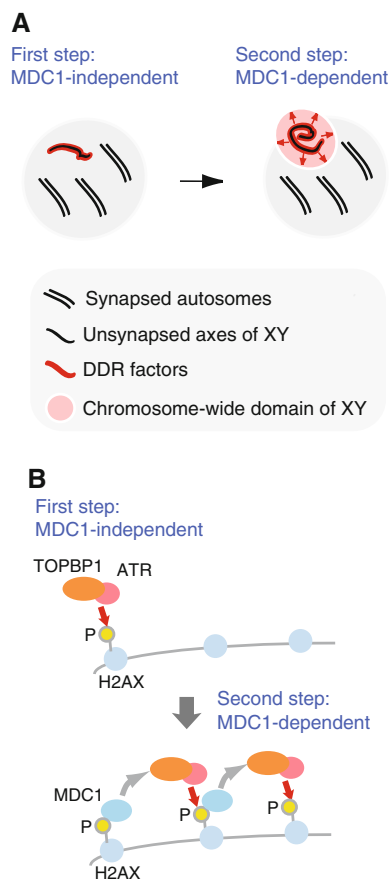 A
First step:
MDC1-independent
Second step:
MDC1-dependent
Synapsed autosomes
Unsynapsed axes of XY
DDR factors
Chromosome-wide domain of XY
B
First step:
MDC1-independent
TOPBP1
ATR
P
H2AX
Second step:
MDC1-dependent
MDC1
P
P
P
H2AX